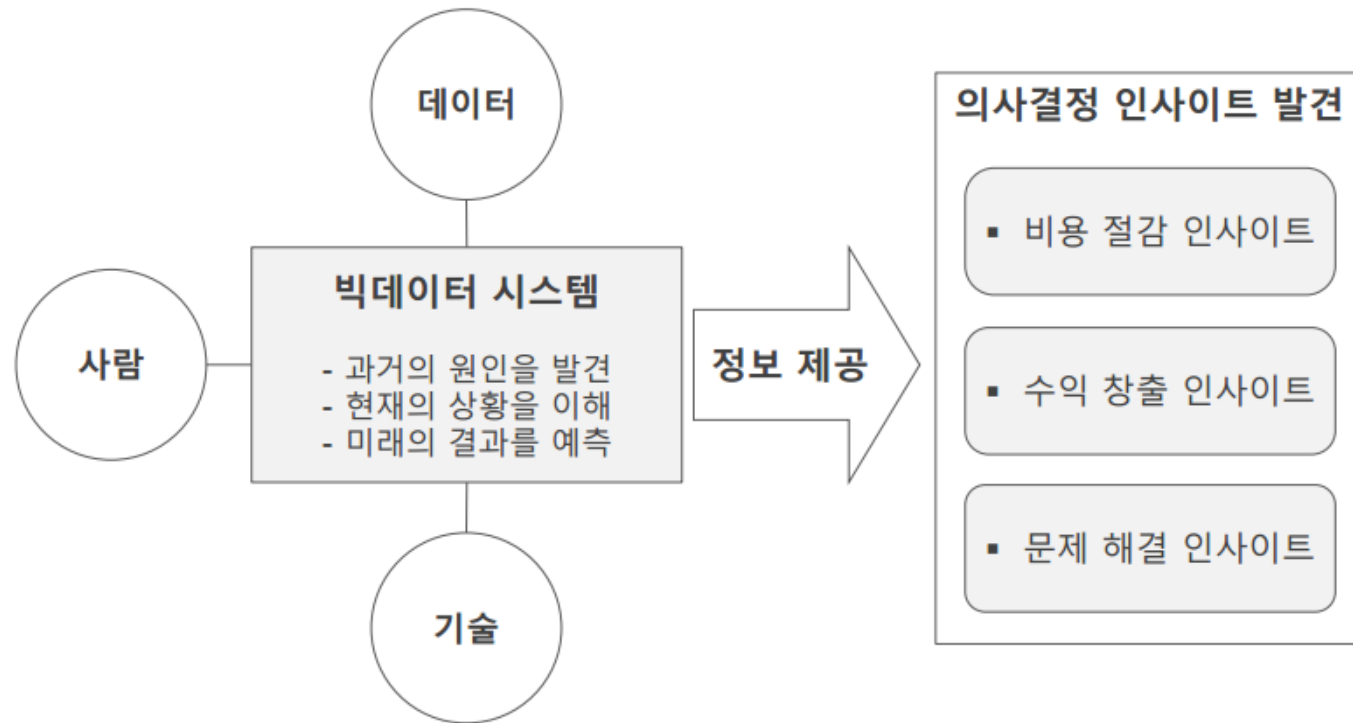 데이터
사람
빅데이터 시스템
- 과거의 원인을 발견
- 현재의 상황을 이해
- 미래의 결과를 예측
기술
정보 제공
의사결정 인사이트 발견
▪ 비용 절감 인사이트
▪ 수익 창출 인사이트
▪ 문제 해결 인사이트